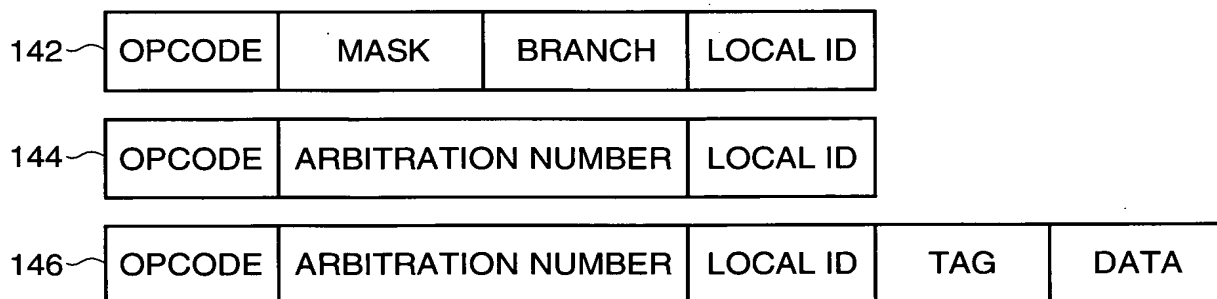 142 OPCODE MASK BRANCH LOCAL ID
144 OPCODE ARBITRATION NUMBER LOCAL ID
146 OPCODE ARBITRATION NUMBER LOCAL ID TAG DATA